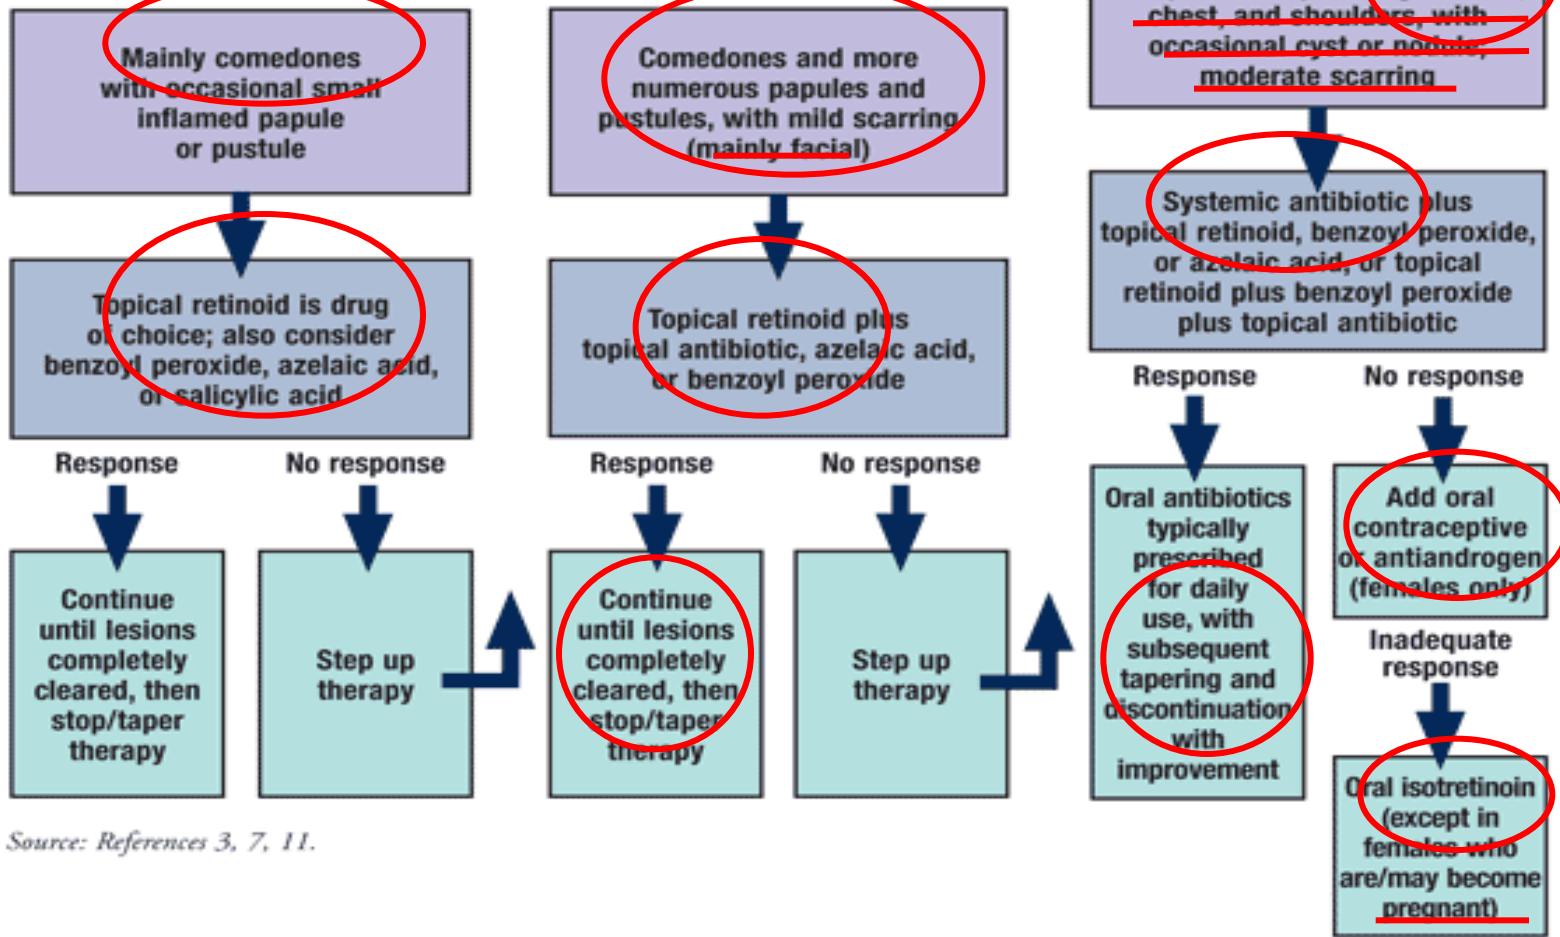 Mainly comedones
with occasional small
inflamed papule
or pustule
Topical retinoid is drug
of choice; also consider
benzoyl peroxide, azelaic acid,
or salicylic acid
Response
No response
Continue
until lesions
completely
cleared, then
stop/taper
therapy
Step up
therapy
Comedones and more
numerous papules and
pustules, with mild scarring
(mainly facial)
Topical retinoid plus
topical antibiotic, azelaic acid,
or benzoyl peroxide
Response
No response
Continue
until lesions
completely
cleared, then
stop/taper
therapy
Step up
therapy
chest, and shoulders, with
occasional cyst or nodule;
moderate scarring
Systemic antibiotic plus
topical retinoid, benzoyl peroxide,
or azelaic acid, or topical
retinoid plus benzoyl peroxide
plus topical antibiotic
Response
No response
Oral antibiotics
typically
prescribed
for daily
use, with
subsequent
tapering and
discontinuation
with
improvement
Add oral
contraceptive
or antiandrogen
(females only)
Inadequate
response
Oral isotretinoin
(except in
females who
are/may become
pregnant)
Source: References 3, 7, 11.